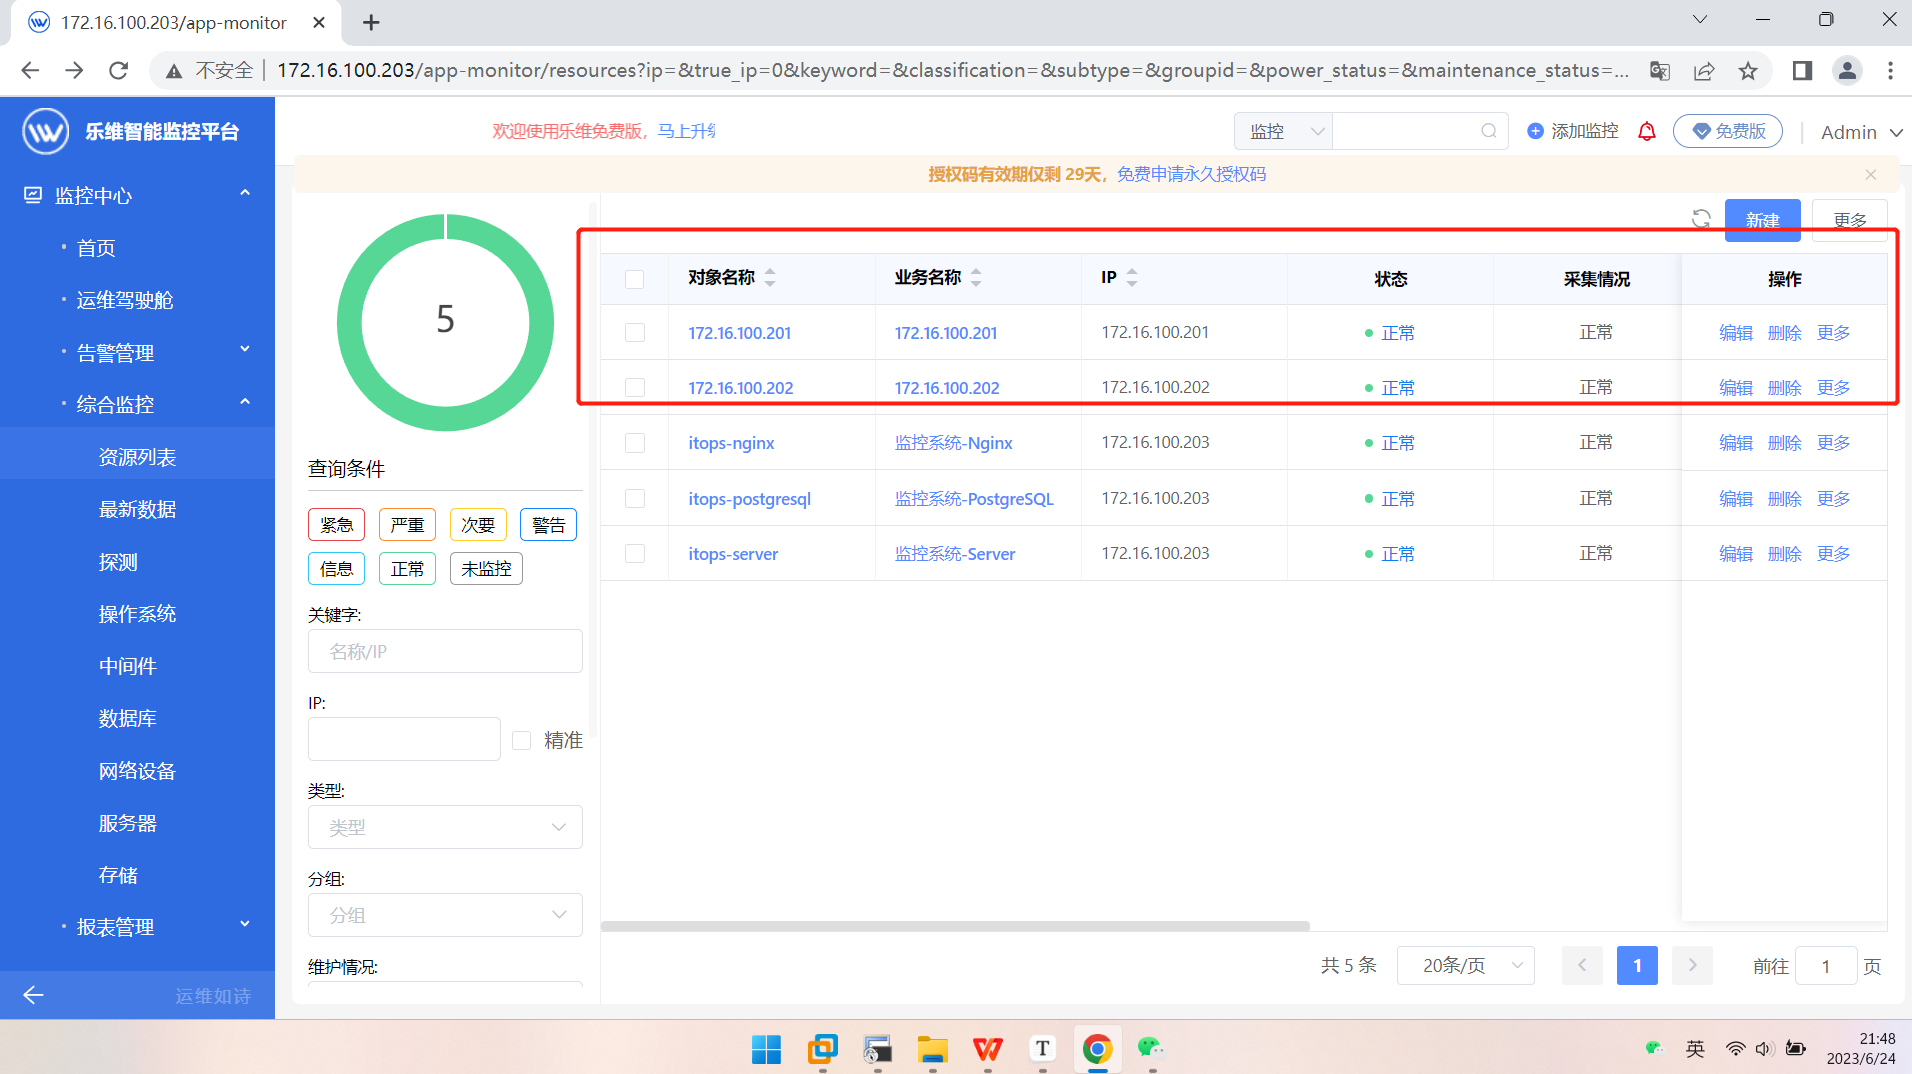 172.16.100.203/app-monitor
不安全
172.16.100.203/app-monitor/resources?ip=&true_ip=0&keyword=&classification=&subtype=&groupid=&power_status=&maintenance_status=...
乐维智能监控平台
欢迎使用乐维免费版，马上升级
监控
添加监控
免费版
Admin
授权码有效期仅剩 29天，免费申请永久授权码
监控中心
首页
运维驾驶舱
告警管理
综合监控
资源列表
最新数据
探测
操作系统
中间件
数据库
网络设备
服务器
存储
报表管理
运维如诗
5
查询条件
紧急 严重 次要 警告
信息 正常 未监控
关键字:
名称/IP
IP:
精准
类型:
类型
分组:
分组
维护情况:
新建 更多
对象名称 业务名称 IP 状态 采集情况 操作
172.16.100.201 172.16.100.201 172.16.100.201 正常 正常 编辑 删除 更多
172.16.100.202 172.16.100.202 172.16.100.202 正常 正常 编辑 删除 更多
itops-nginx 监控系统-Nginx 172.16.100.203 正常 正常 编辑 删除 更多
itops-postgresql 监控系统-PostgreSQL 172.16.100.203 正常 正常 编辑 删除 更多
itops-server 监控系统-Server 172.16.100.203 正常 正常 编辑 删除 更多
共 5 条 20条/页 1 前往 1 页
英
21:48
2023/6/24